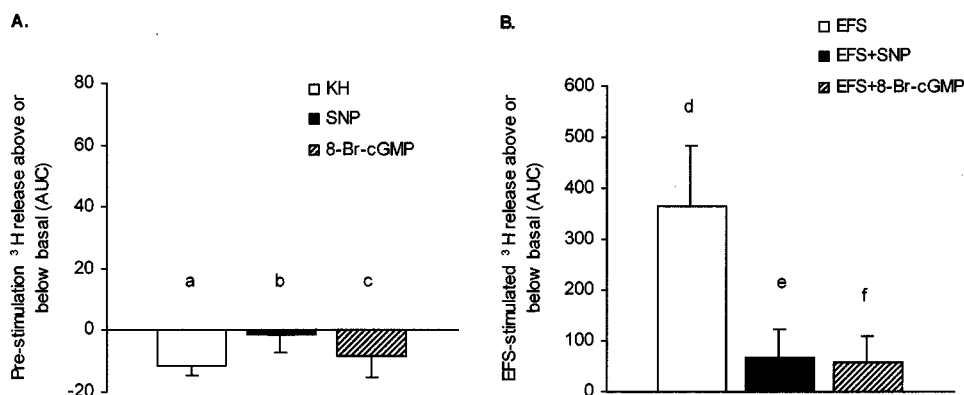 A.
Pre-stimulation ³H release above or
below basal (AUC)
80
60
40
20
0
-20
KH
SNP
8-Br-cGMP
a
b
c
B.
EFS
EFS+SNP
EFS+8-Br-cGMP
EFS-stimulated ³H release above or
below basal (AUC)
600
500
400
300
200
100
0
d
e
f